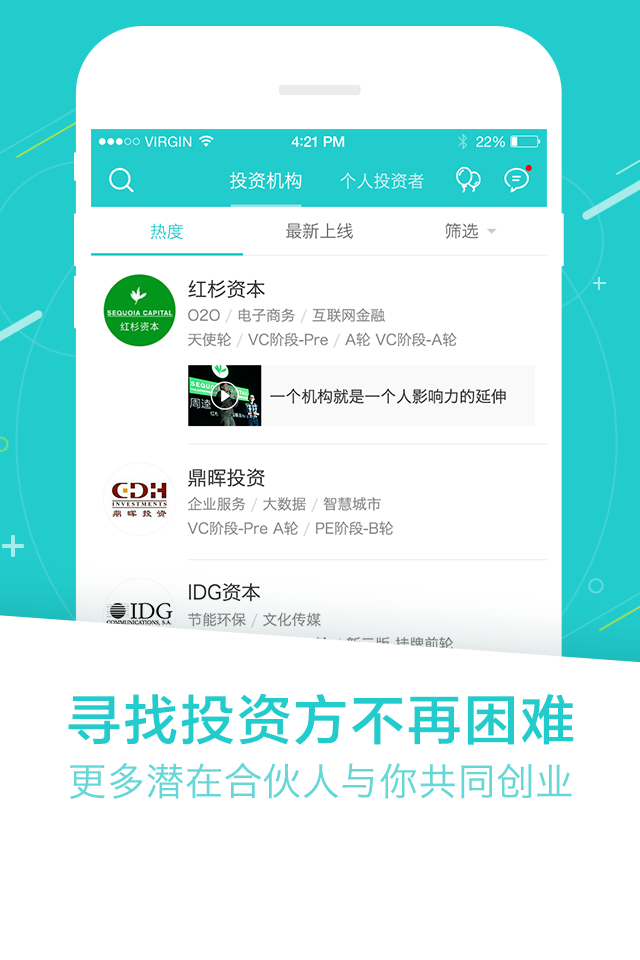 VIRGIN 4:21 PM 22%
投资机构 个人投资者
热度 最新上线 筛选
SEQUOIA CAPITAL
红杉资本
红杉资本
O2O / 电子商务 / 互联网金融
天使轮 / VC阶段-Pre / A轮 VC阶段-A轮
一个机构就是一个人影响力的延伸
CDH
INVESTMENTS
鼎晖投资
鼎晖投资
企业服务 / 大数据 / 智慧城市
VC阶段-Pre A轮 / PE阶段-B轮
IDG
COMMUNICATIONS, S.A.
IDG资本
节能环保 / 文化传媒
新三版 挂牌前轮
寻找投资方不再困难
更多潜在合伙人与你共同创业